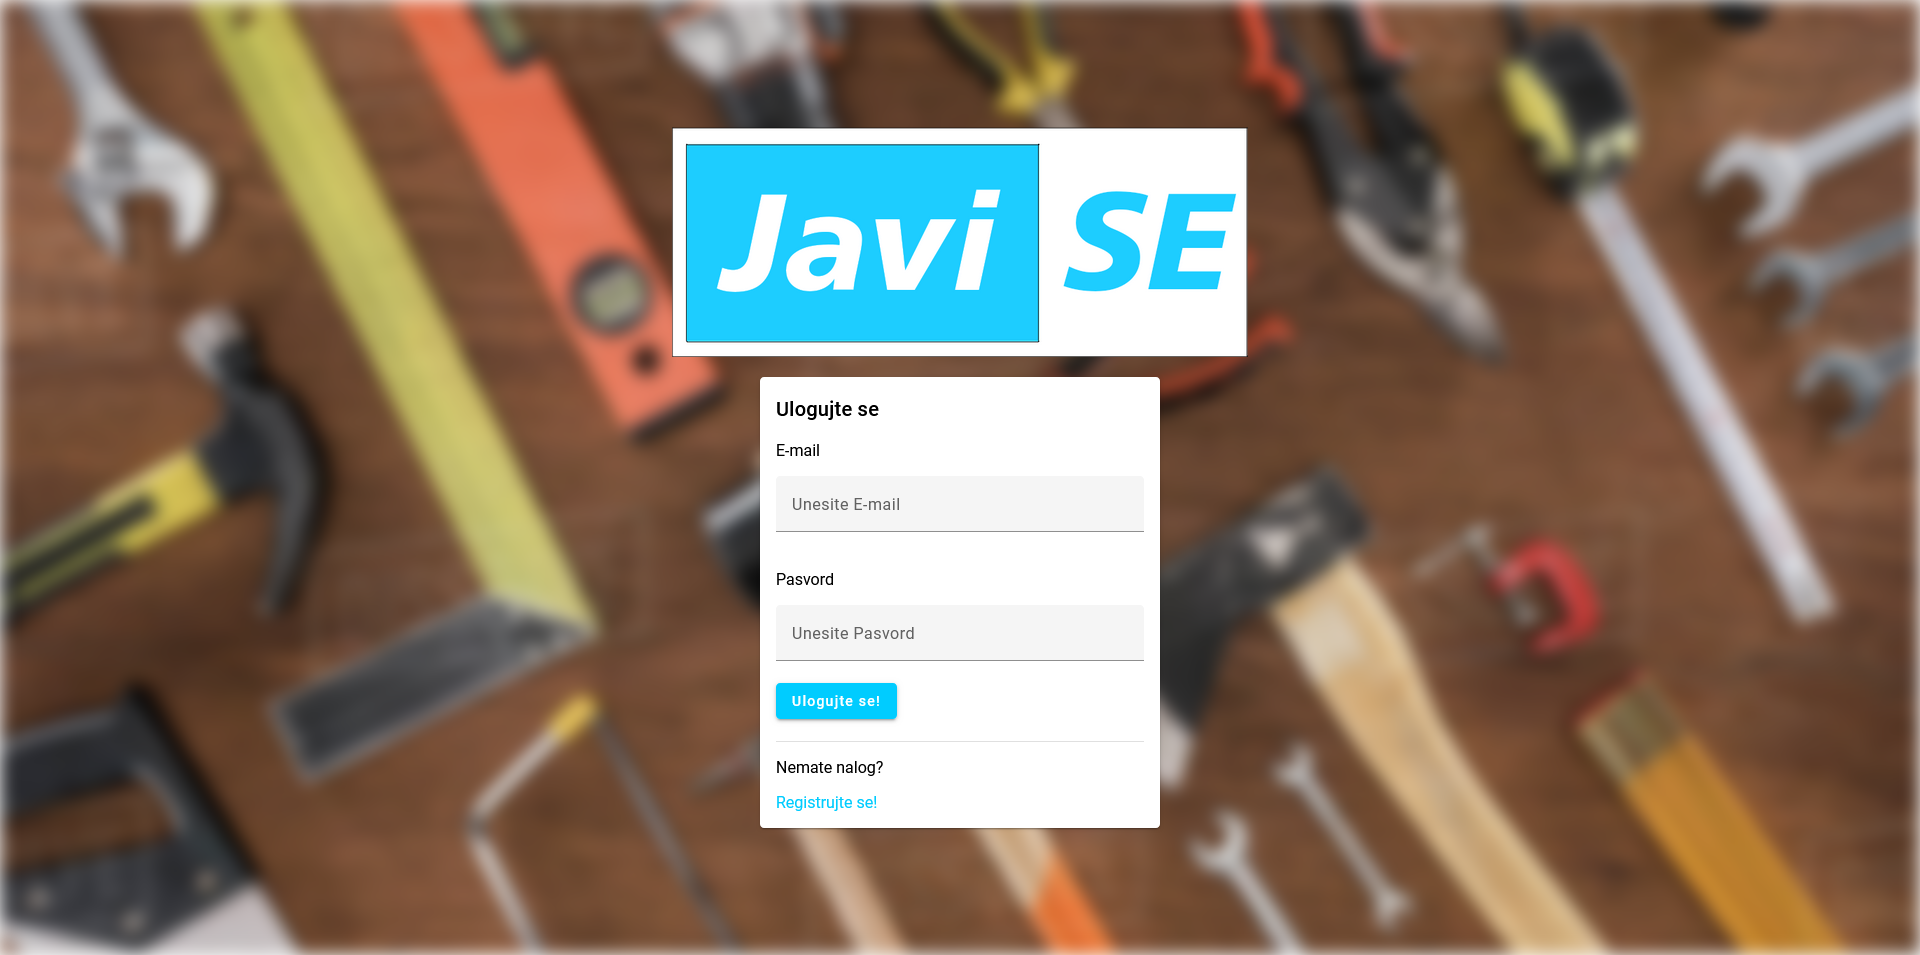 Javi SE
Ulogujte se
E-mail
Unesite E-mail
Pasvord
Unesite Pasvord
Ulogujte se!
Nemate nalog?
Registrujte se!